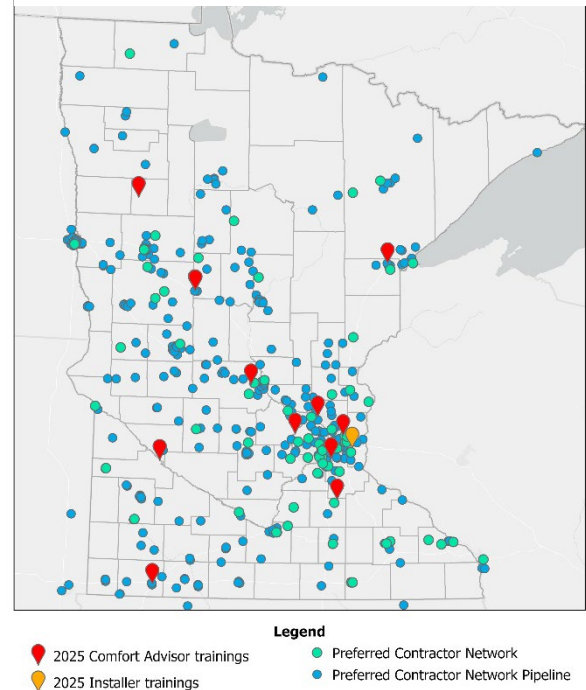 Legend
2025 Comfort Advisor trainings
2025 Installer trainings
Preferred Contractor Network
Preferred Contractor Network Pipeline